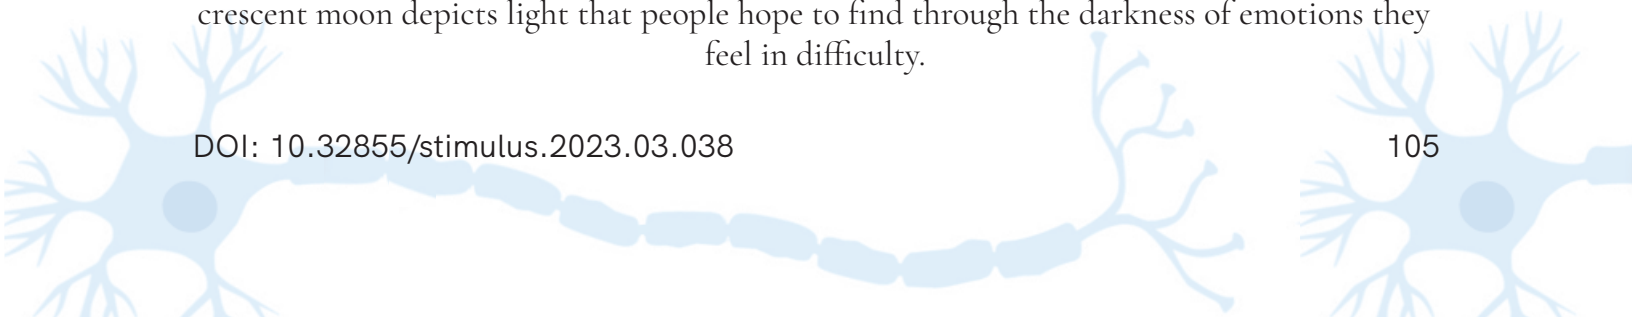 crescent moon depicts light that people hope to find through the darkness of emotions they
feel in difficulty.
DOI: 10.32855/stimulus.2023.03.038
105